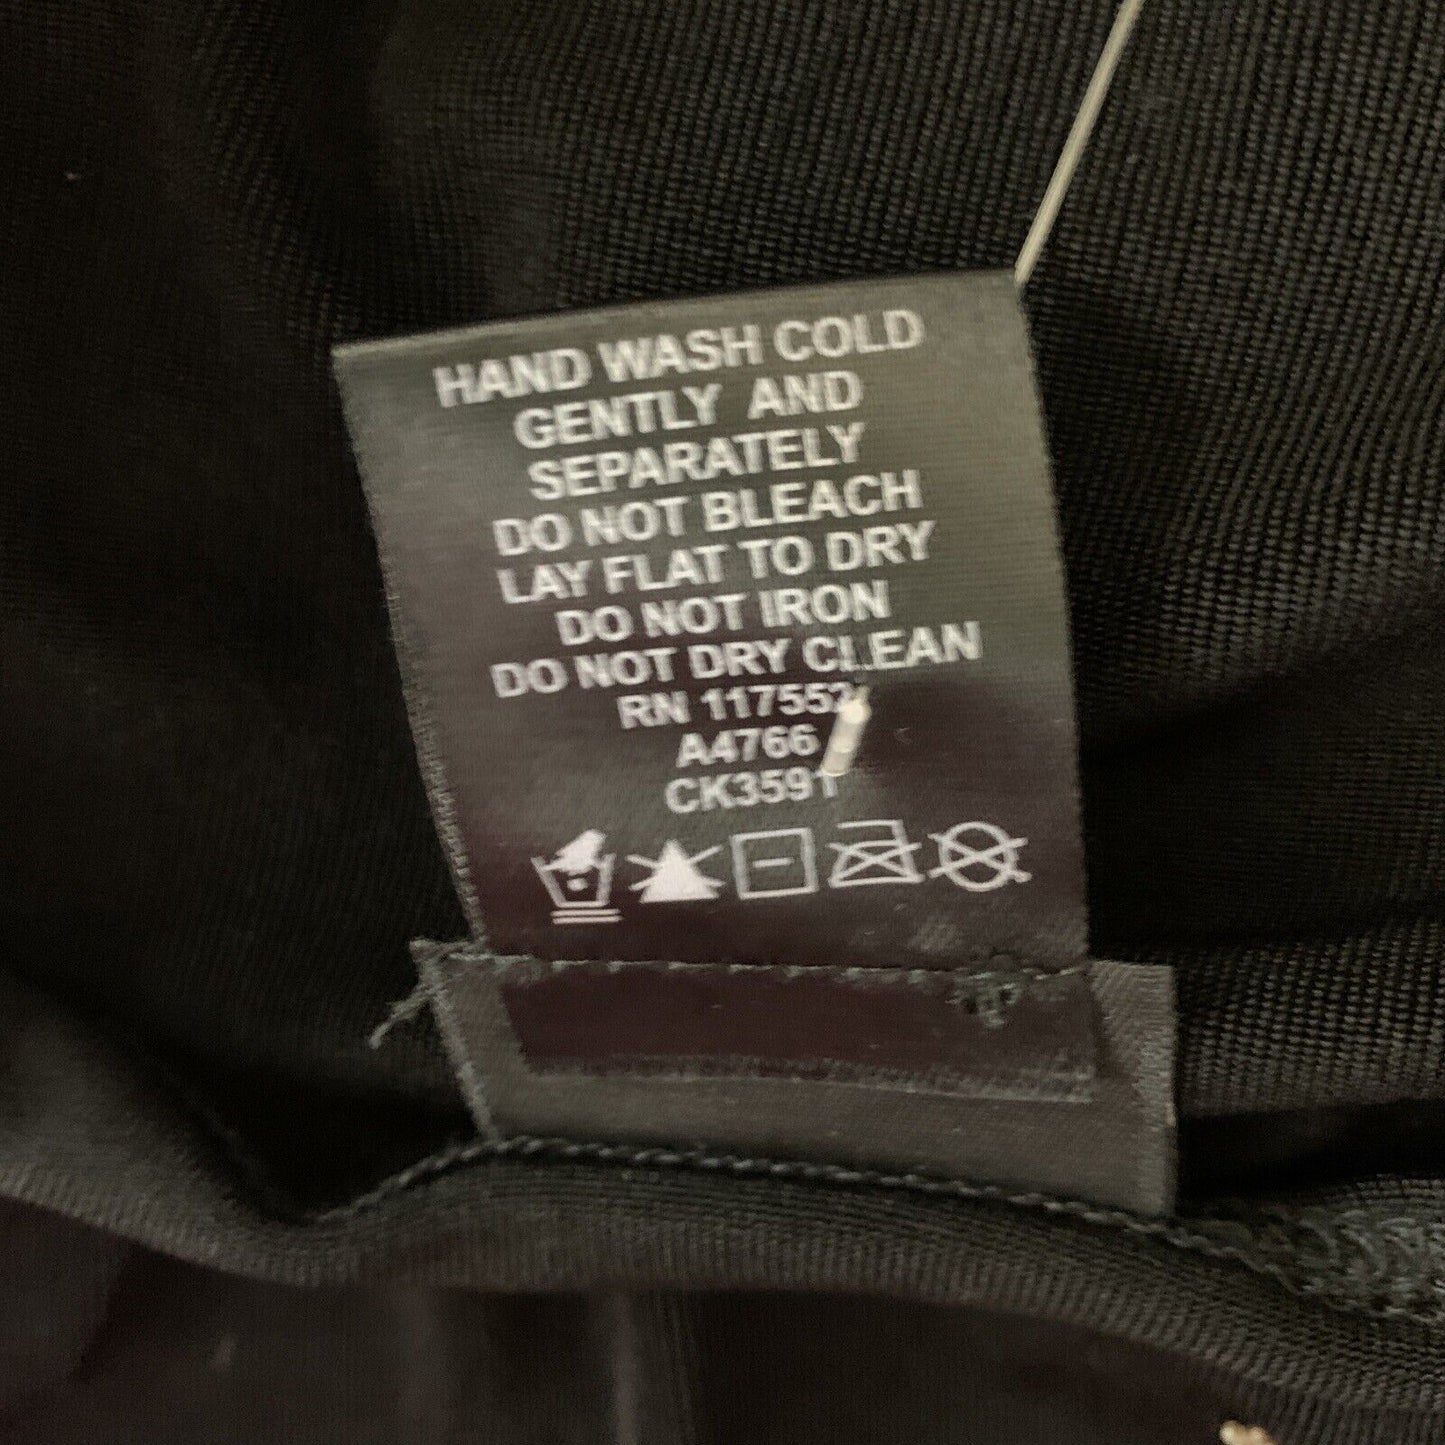 HAND WASH COLD
GENTLY AND
SEPARATELY
DO NOT BLEACH
LAY FLAT TO DRY
DO NOT IRON
DO NOT DRY CLEAN
RN 117552
A4766
CK3591